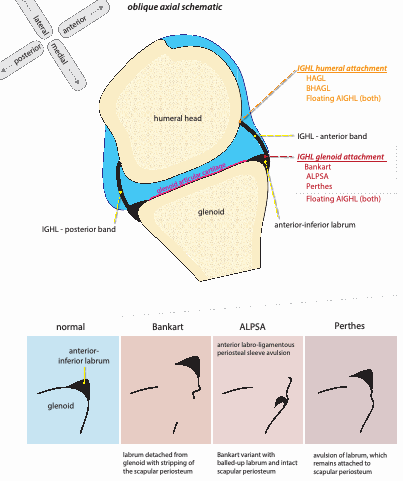 oblique axial schematic
lateral
anterior
posterior
medial
IGHL humeral attachment
HAGL
BHAGL
Floating AIGHL (both)
humeral head
IGHL - anterior band
IGHL glenoid attachment
Bankart
ALPSA
Perthes
Floating AIGHL (both)
glenoid articular cartilage
glenoid
anterior-inferior labrum
IGHL - posterior band
normal
Bankart
ALPSA
Perthes
anterior-
inferior labrum
glenoid
anterior labro-ligamentous
periosteal sleeve avulsion
labrum detached from
glenoid with stripping of
the scapular periosteum
Bankart variant with
balled-up labrum and intact
scapular periosteum
avulsion of labrum, which
remains attached to
scapular periosteum